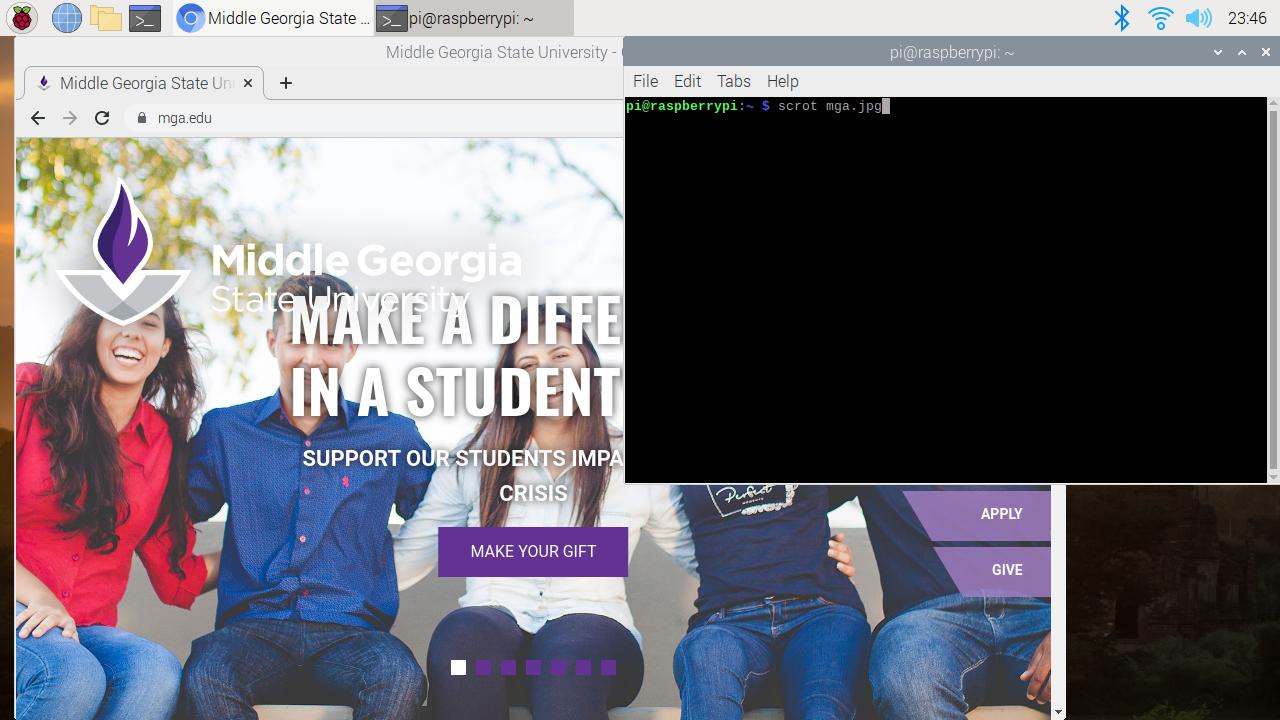 Middle Georgia State ...
pi@raspberrypi: ~
23:46
Middle Georgia State University -
pi@raspberrypi: ~
Middle Georgia State Un
File Edit Tabs Help
mga.edu
pi@raspberrypi:~ $ scrot mga.jpg
Middle Georgia
State University
MAKE A DIFFE
IN A STUDENT
SUPPORT OUR STUDENTS IMPA
CRISIS
MAKE YOUR GIFT
Perfect
APPLY
GIVE